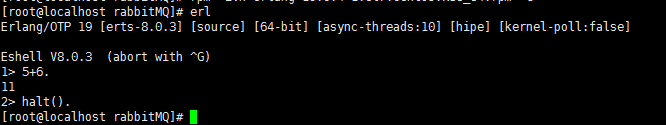 [root@localhost rabbitMQ]# erl
Erlang/OTP 19 [erts-8.0.3] [source] [64-bit] [async-threads:10] [hipe] [kernel-poll:false]
Eshell V8.0.3  (abort with ^G)
1> 5+6.
11
2> halt().
[root@localhost rabbitMQ]#